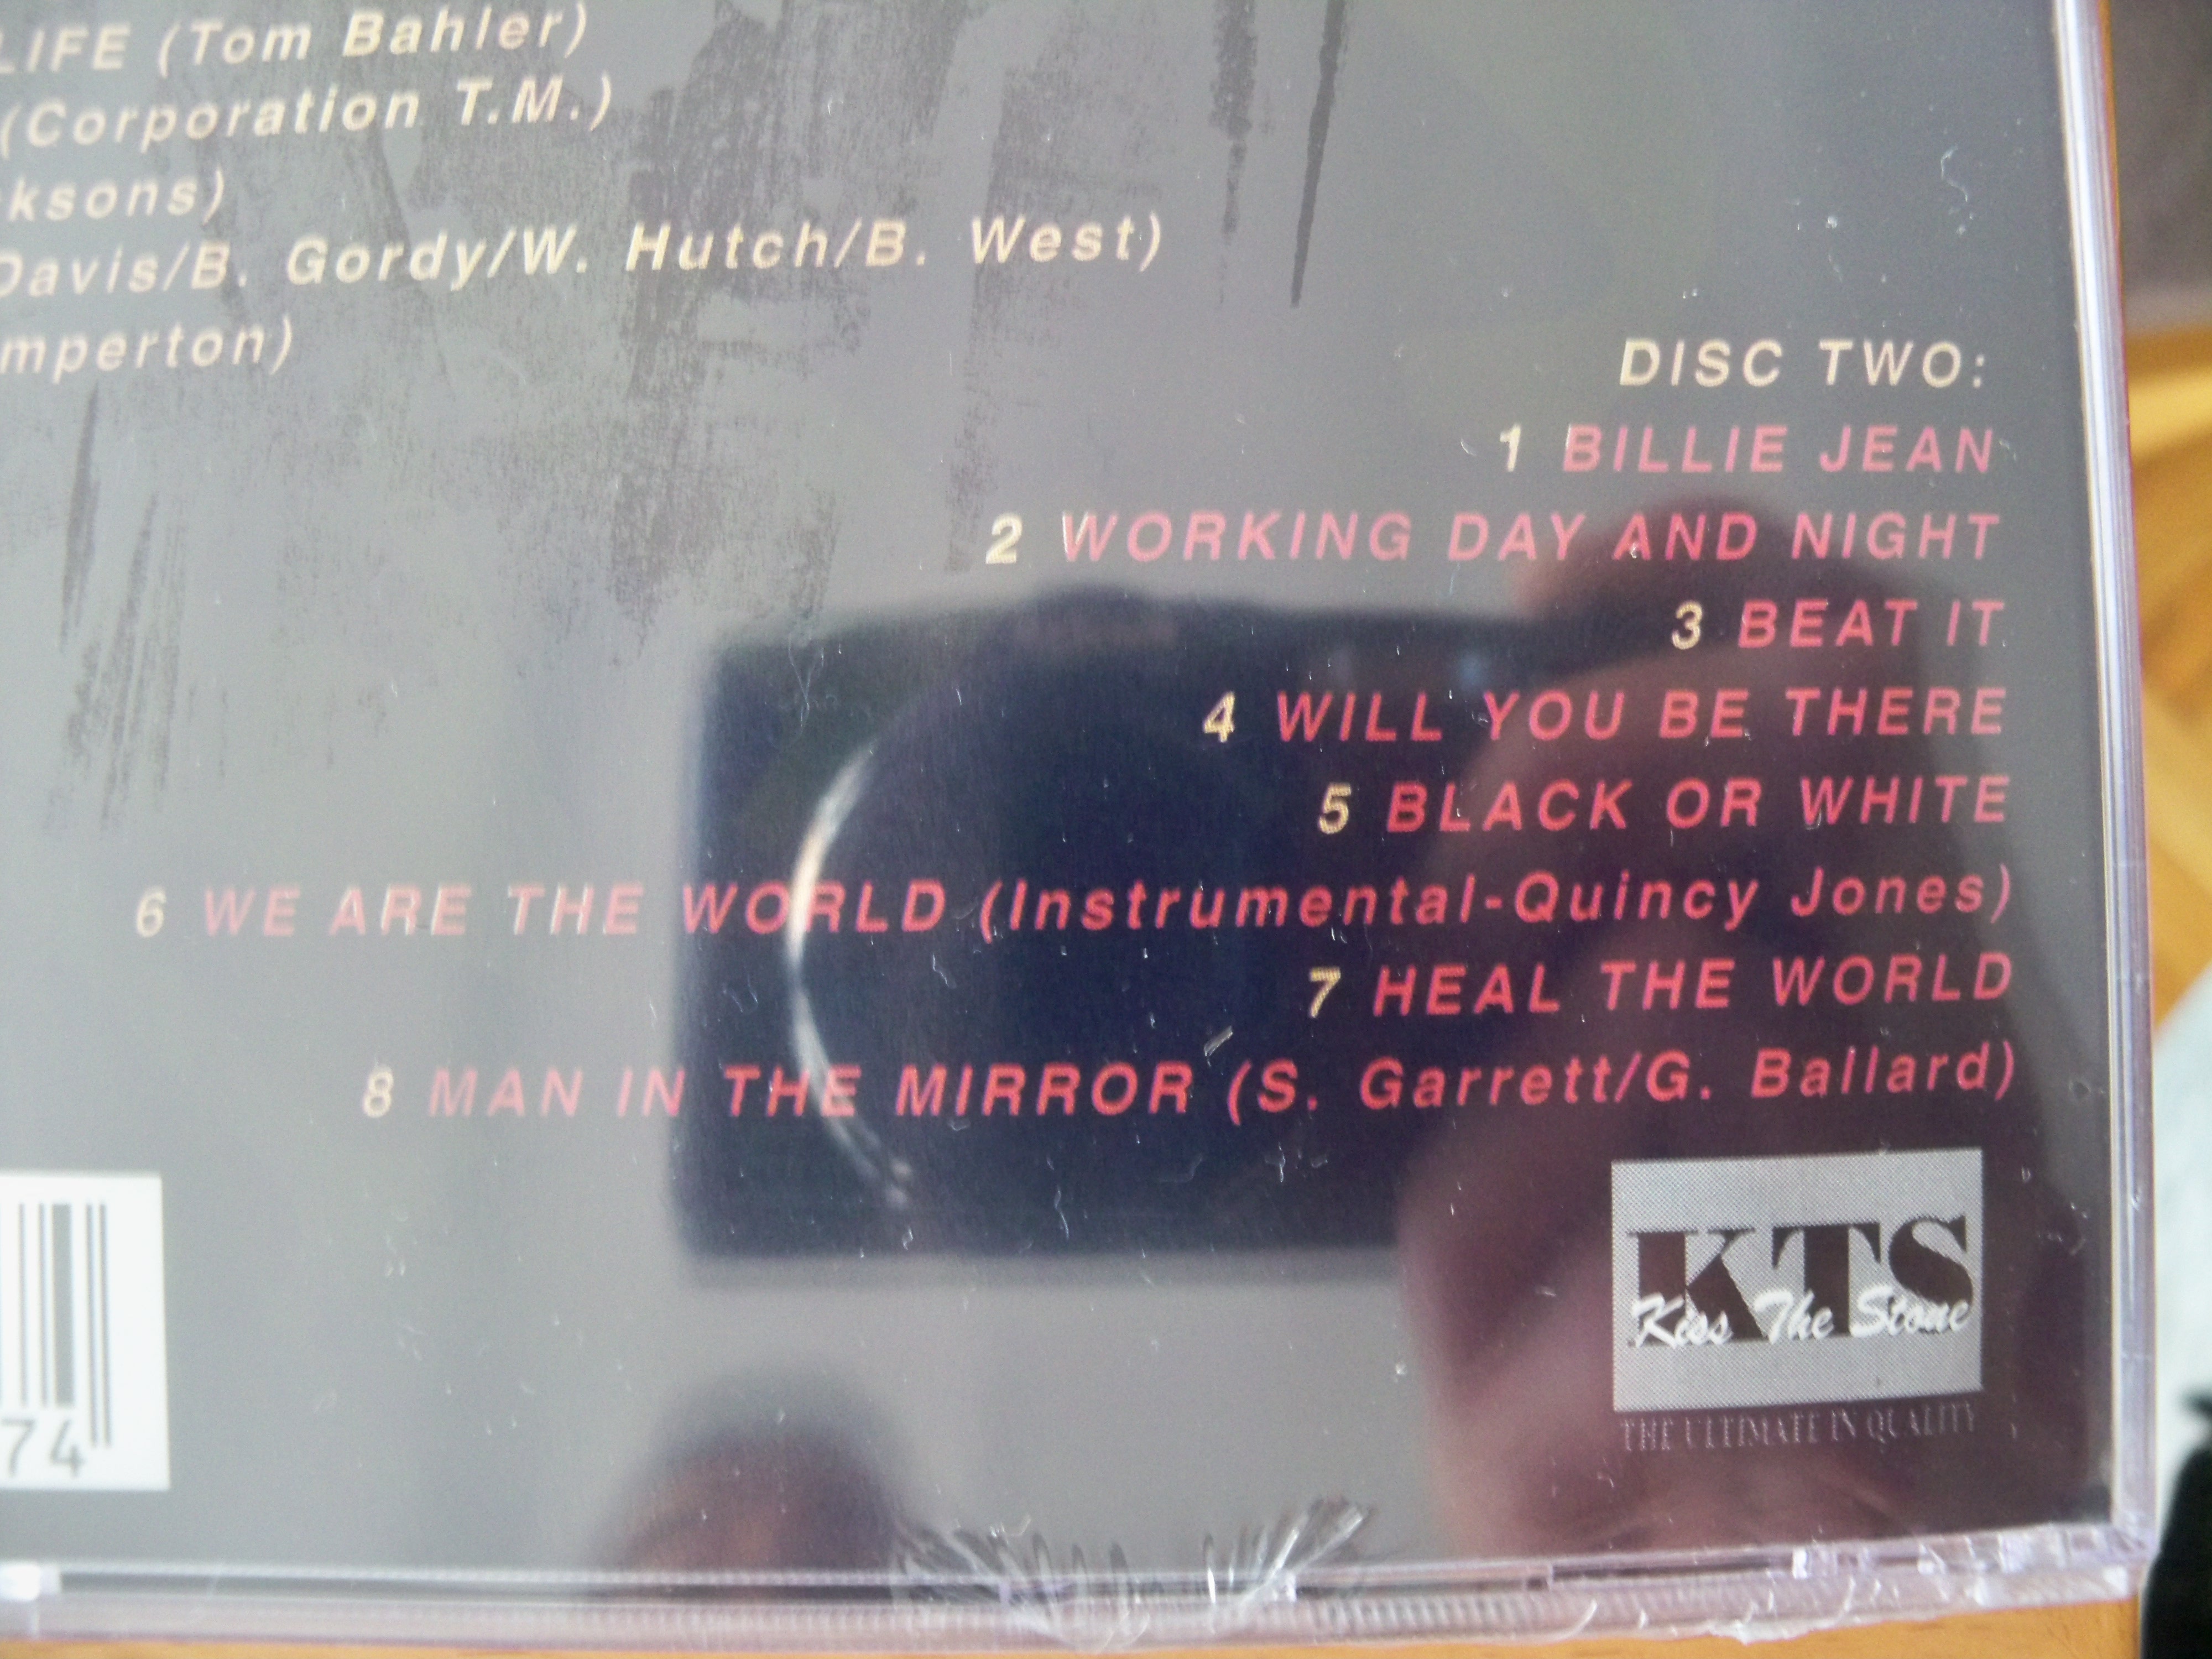 LIFE (Tom Bahler)
(Corporation T.M.)
cksons)
Davis/B. Gordy/W. Hutch/B. West)
mperton)
DISC TWO:
1 BILLIE JEAN
2 WORKING DAY AND NIGHT
3 BEAT IT
4 WILL YOU BE THERE
5 BLACK OR WHITE
6 WE ARE THE WORLD (Instrumental-Quincy Jones)
7 HEAL THE WORLD
8 MAN IN THE MIRROR (S. Garrett/G. Ballard)
74
KTS
Kiss The Stone
THE ULTIMATE IN QUALITY